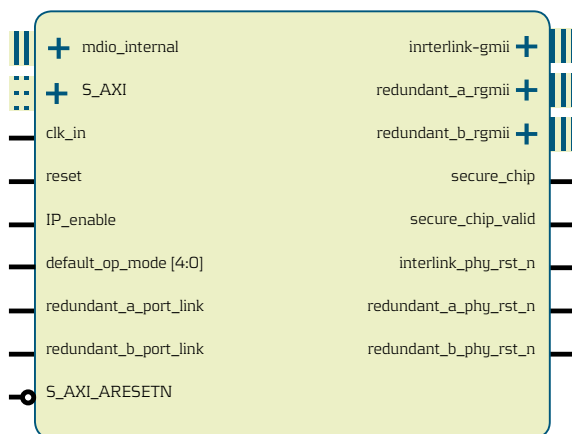 mdio_internal
S_AXI
clk_in
reset
IP_enable
default_op_mode [4:0]
redundant_a_port_link
redundant_b_port_link
S_AXI_ARESETN
inrterlink-gmii
redundant_a_rgmii
redundant_b_rgmii
secure_chip
secure_chip_valid
interlink_phy_rst_n
redundant_a_phy_rst_n
redundant_b_phy_rst_n